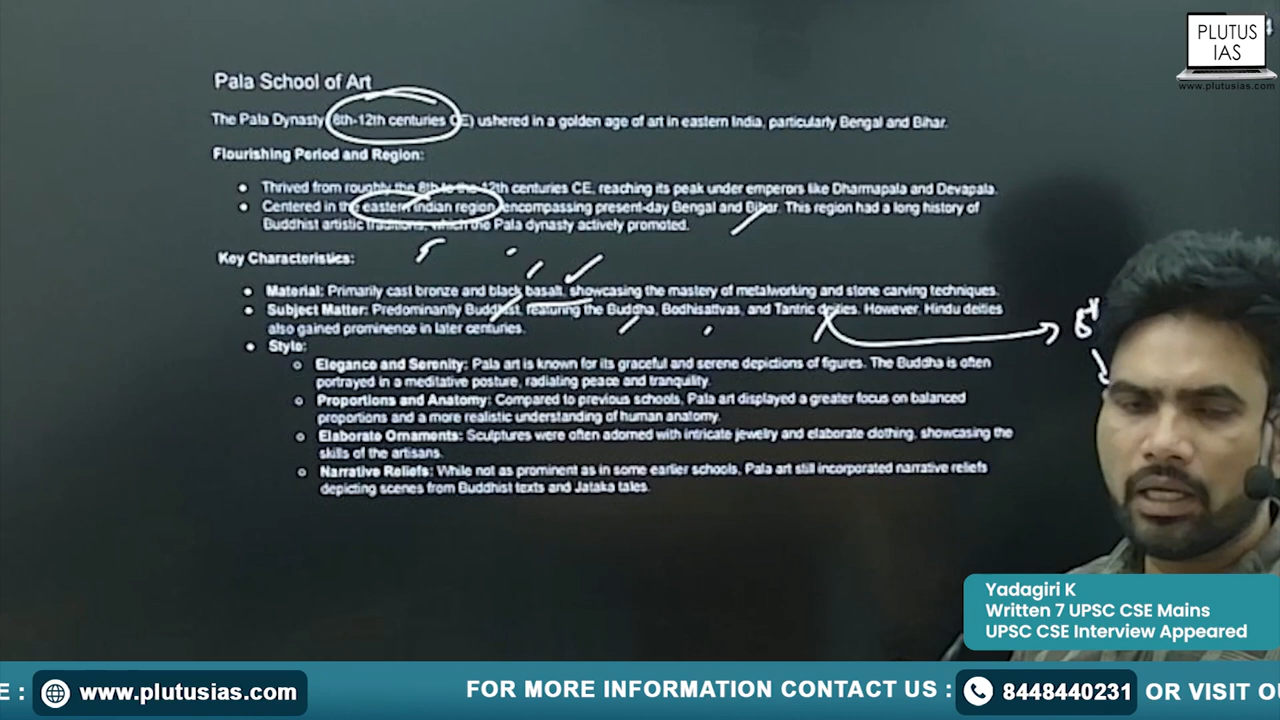 PLUTUS
IAS
www.plutusias.com
Pala School of Art
The Pala Dynasty (8th-12th centuries CE) ushered in a golden age of art in eastern India, particularly Bengal and Bihar.
Flourishing Period and Region:
● Thrived from roughly the 8th to the 12th centuries CE, reaching its peak under emperors like Dharmapala and Devapala.
● Centered in the eastern Indian region encompassing present-day Bengal and Bihar. This region had a long history of
Buddhist artistic traditions, which the Pala dynasty actively promoted.
Key Characteristics:
● Material: Primarily cast bronze and black basalt, showcasing the mastery of metalworking and stone carving techniques.
● Subject Matter: Predominantly Buddhist, featuring the Buddha, Bodhisattvas, and Tantric deities. However, Hindu deities
also gained prominence in later centuries.
● Style:
○ Elegance and Serenity: Pala art is known for its graceful and serene depictions of figures. The Buddha is often
portrayed in a meditative posture, radiating peace and tranquility.
○ Proportions and Anatomy: Compared to previous schools, Pala art displayed a greater focus on balanced
proportions and a more realistic understanding of human anatomy.
○ Elaborate Ornaments: Sculptures were often adorned with intricate jewelry and elaborate clothing, showcasing the
skills of the artisans.
○ Narrative Reliefs: While not as prominent as in some earlier schools, Pala art still incorporated narrative reliefs
depicting scenes from Buddhist texts and Jataka tales.
Yadagiri K
Written 7 UPSC CSE Mains
UPSC CSE Interview Appeared
E :
www.plutusias.com
FOR MORE INFORMATION CONTACT US :
8448440231
OR VISIT OU